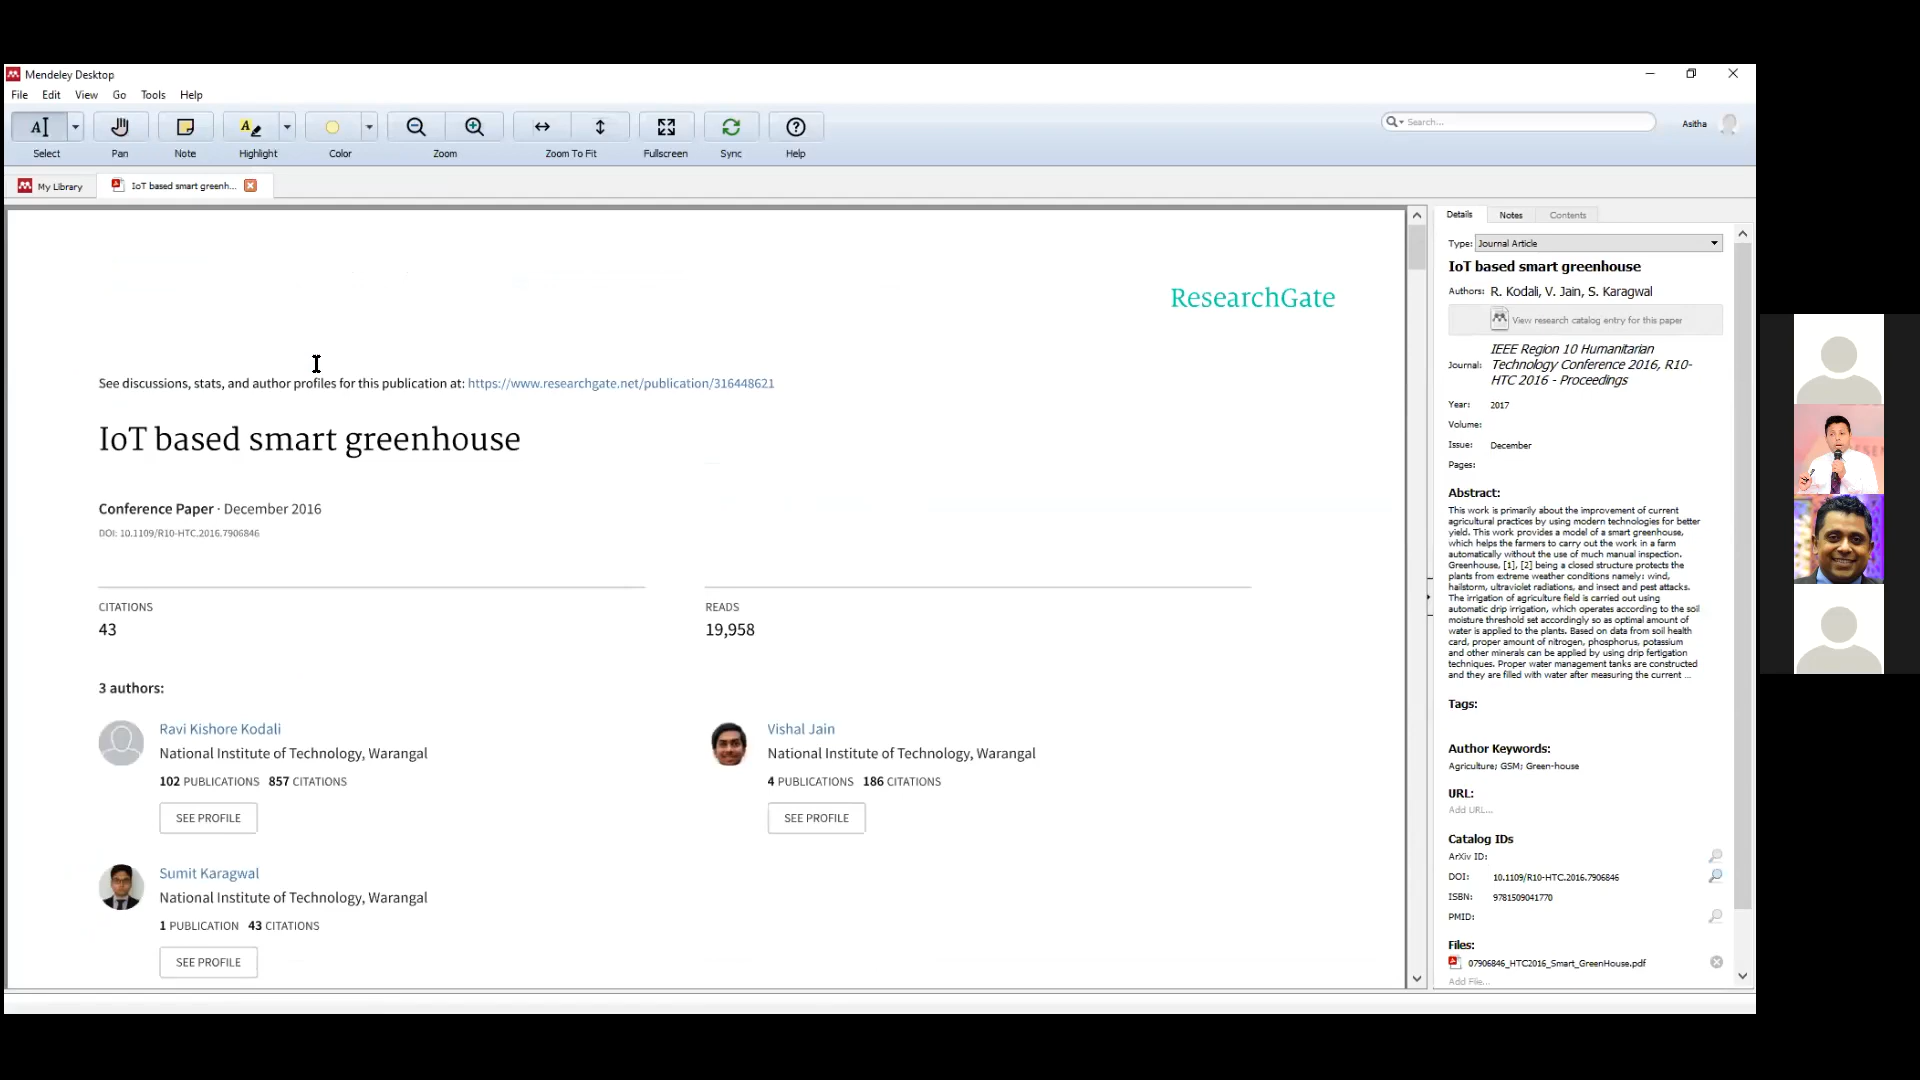 Mendeley Desktop
File Edit View Go Tools Help
Select Pan Note Highlight Color Zoom Zoom To Fit Fullscreen Sync Help
Search...
Asitha
My Library
IoT based smart greenh...
ResearchGate
See discussions, stats, and author profiles for this publication at: https://www.researchgate.net/publication/316448621
IoT based smart greenhouse
Conference Paper · December 2016
DOI: 10.1109/R10-HTC.2016.7906846
CITATIONS
43
READS
19,958
3 authors:
Ravi Kishore Kodali
National Institute of Technology, Warangal
102 PUBLICATIONS 857 CITATIONS
SEE PROFILE
Vishal Jain
National Institute of Technology, Warangal
4 PUBLICATIONS 186 CITATIONS
SEE PROFILE
Sumit Karagwal
National Institute of Technology, Warangal
1 PUBLICATION 43 CITATIONS
SEE PROFILE
Details Notes Contents
Type: Journal Article
IoT based smart greenhouse
Authors: R. Kodali, V. Jain, S. Karagwal
View research catalog entry for this paper
Journal: IEEE Region 10 Humanitarian
Technology Conference 2016, R10-
HTC 2016 - Proceedings
Year: 2017
Volume:
Issue: December
Pages:
Abstract:
This work is primarily about the improvement of current
agricultural practices by using modern technologies for better
yield. This work provides a model of a smart greenhouse,
which helps the farmers to carry out the work in a farm
automatically without the use of much manual inspection.
Greenhouse, [1], [2] being a closed structure protects the
plants from extreme weather conditions namely: wind,
hailstorm, ultraviolet radiations, and insect and pest attacks.
The irrigation of agriculture field is carried out using
automatic drip irrigation, which operates according to the soil
moisture threshold set accordingly so as optimal amount of
water is applied to the plants. Based on data from soil health
card, proper amount of nitrogen, phosphorus, potassium
and other minerals can be applied by using drip fertigation
techniques. Proper water management tanks are constructed
and they are filled with water after measuring the current ...
Tags:
Author Keywords:
Agriculture; GSM; Green-house
URL:
Add URL...
Catalog IDs
ArXiv ID:
DOI: 10.1109/R10-HTC.2016.7906846
ISBN: 9781509041770
PMID:
Files:
07906846_HTC2016_Smart_GreenHouse.pdf
Add File...